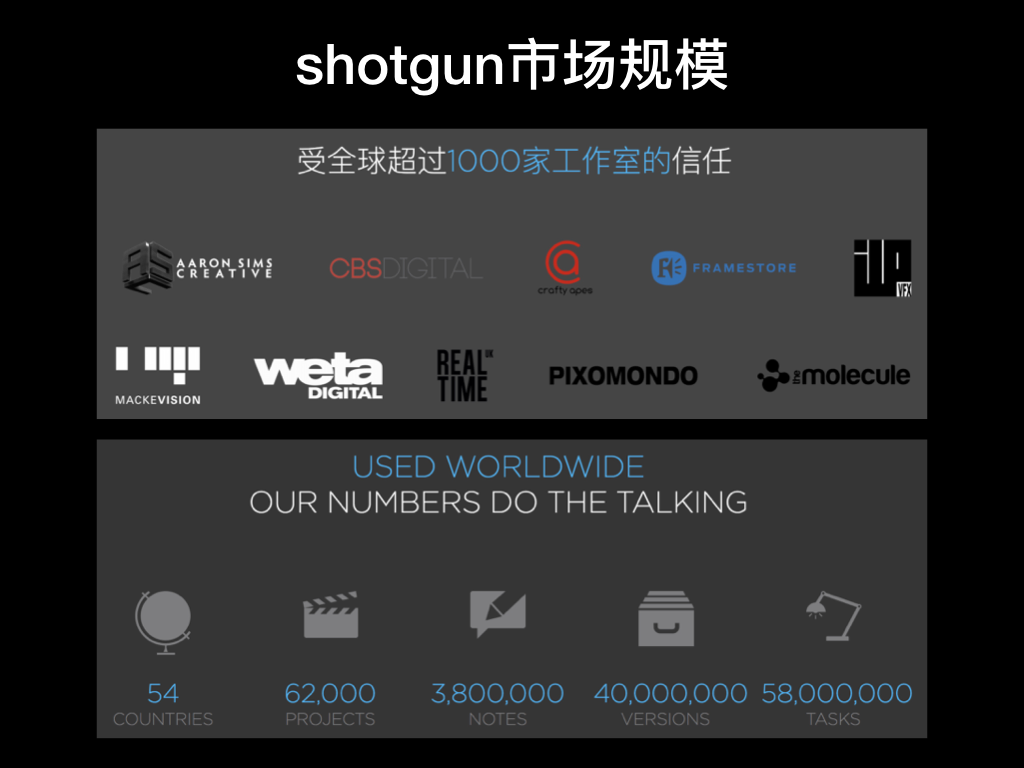 shotgun市场规模
受全球超过1000家工作室的信任
AARON SIMS
CREATIVE
CBSDIGITAL
crafty apes
FRAMESTORE
ilp
VFX
MACKEVISION
weta
DIGITAL
REAL UK
TIME
PIXOMONDO
the molecule
USED WORLDWIDE
OUR NUMBERS DO THE TALKING
54
COUNTRIES
62,000
PROJECTS
3,800,000
NOTES
40,000,000
VERSIONS
58,000,000
TASKS